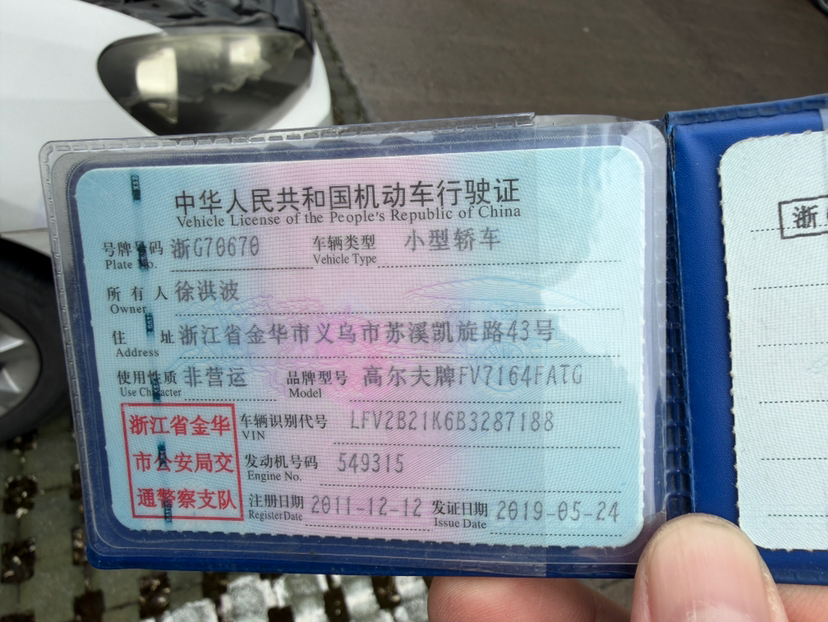 中华人民共和国机动车行驶证
Vehicle License of the People's Republic of China
号牌号码 浙G70670 车辆类型 小型轿车
Plate No. Vehicle Type
所有人 徐洪波
Owner
住址 浙江省金华市义乌市苏溪凯旋路43号
Address
使用性质 非营运 品牌型号 高尔夫牌FV7164FATG
Use Character Model
浙江省金华
市公安局交
通警察支队
车辆识别代号 LFV2B21K6B3287188
VIN
发动机号码 549315
Engine No.
注册日期 2011-12-12 发证日期 2019-05-24
Register Date Issue Date
浙